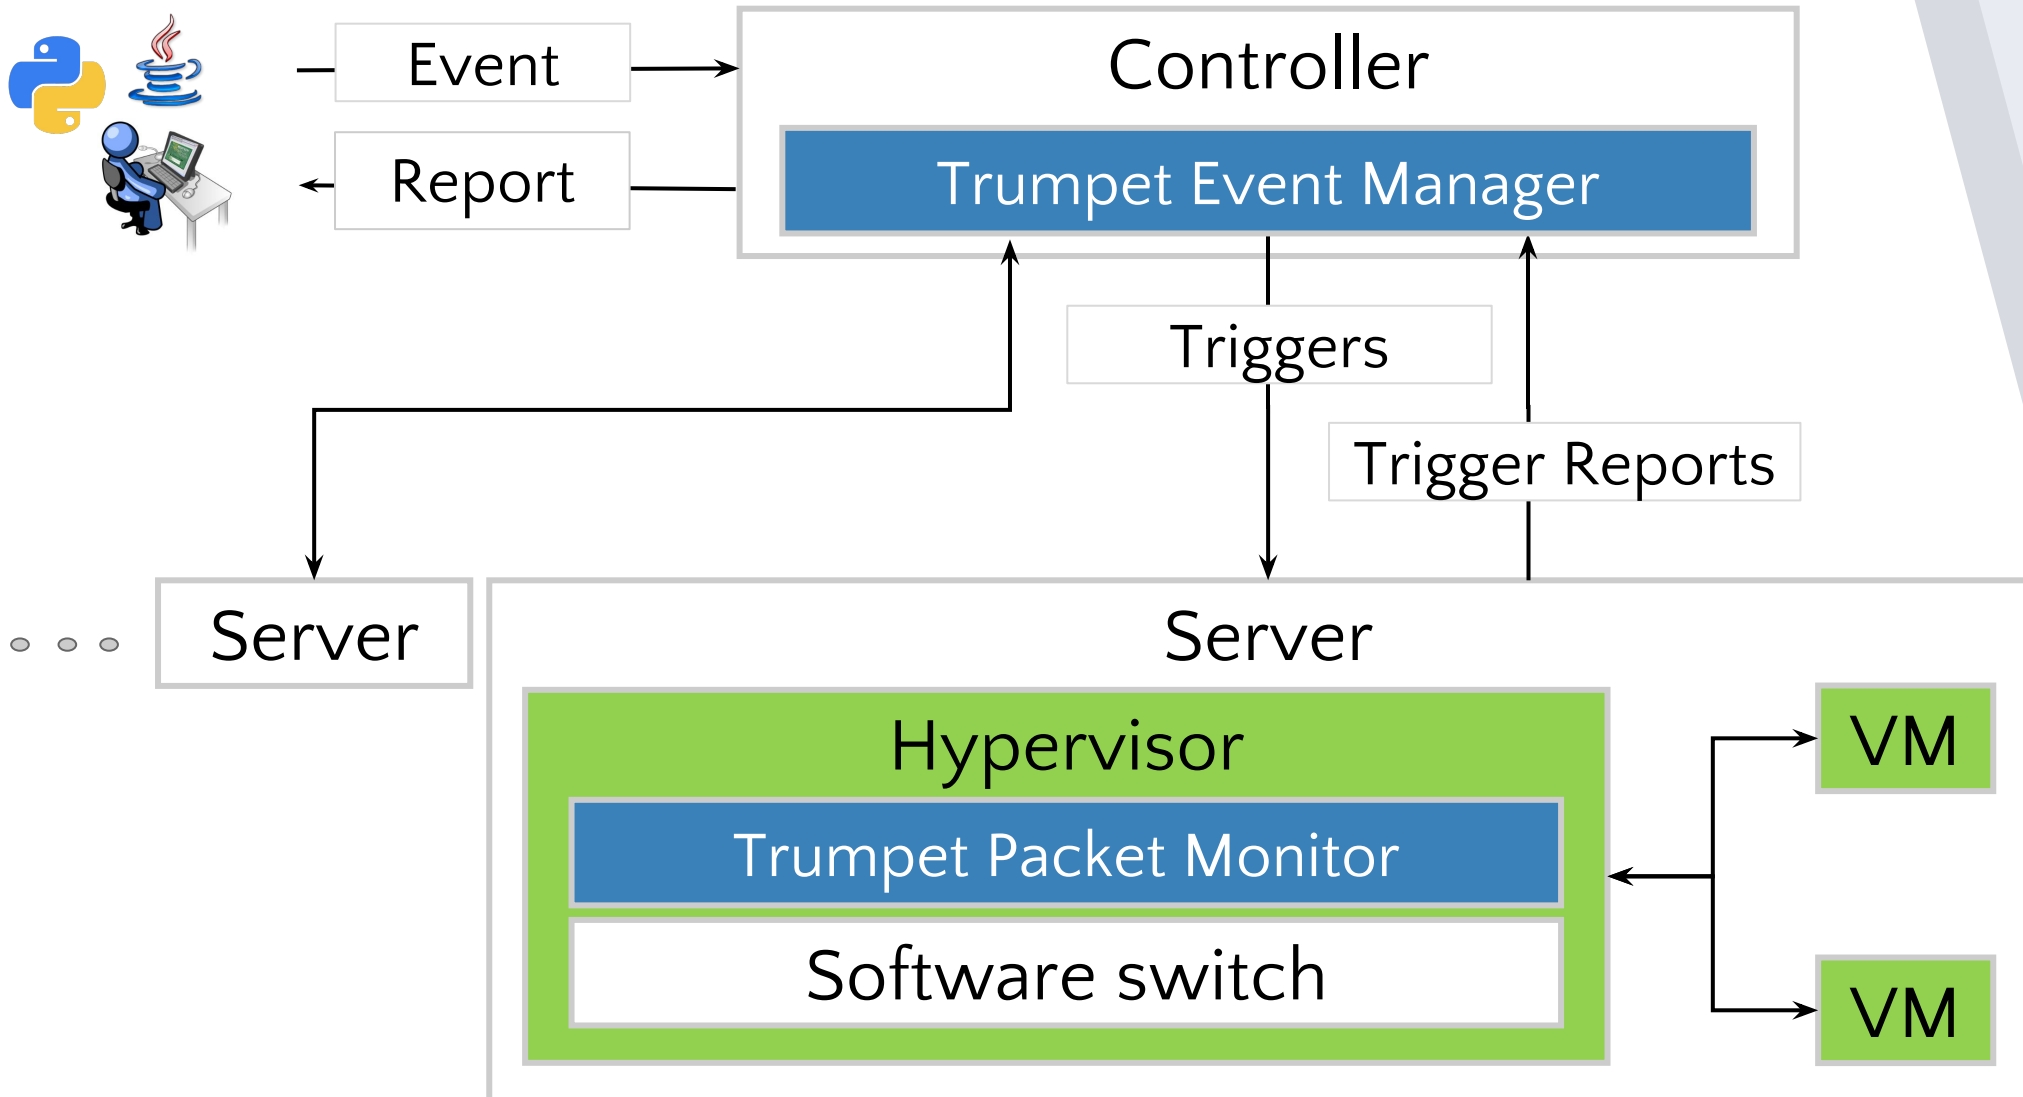 Event
Controller
Report
Trumpet Event Manager
Triggers
Trigger Reports
Server
Server
Hypervisor
VM
Trumpet Packet Monitor
Software switch
VM